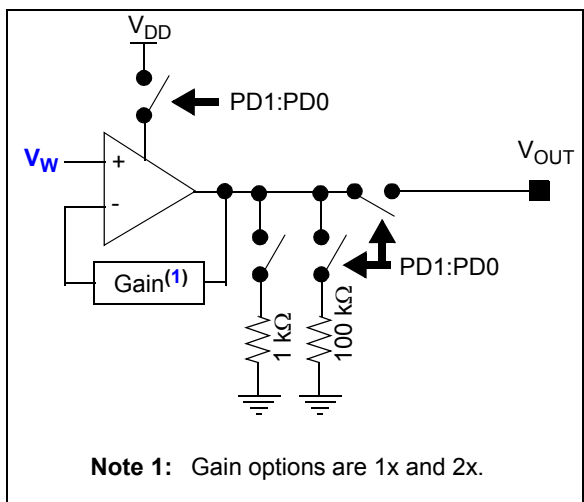 VDD
PD1:PD0
VW
+
-
VOUT
Gain(1)
PD1:PD0
1 kΩ
100 kΩ
Note 1: Gain options are 1x and 2x.